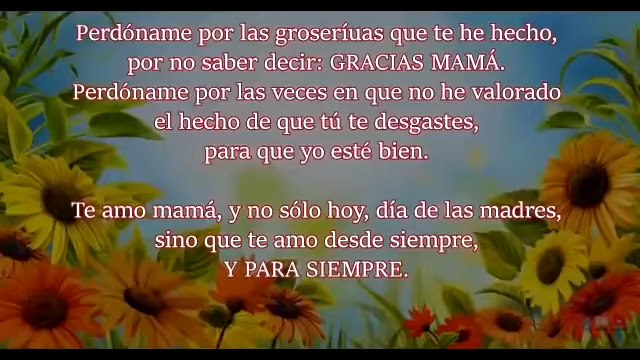 Perdóname por las groseríuas que te he hecho,
por no saber decir: GRACIAS MAMÁ.
Perdóname por las veces en que no he valorado
el hecho de que tú te desgastes,
para que yo esté bien.
Te amo mamá, y no sólo hoy, día de las madres,
sino que te amo desde siempre,
Y PARA SIEMPRE.